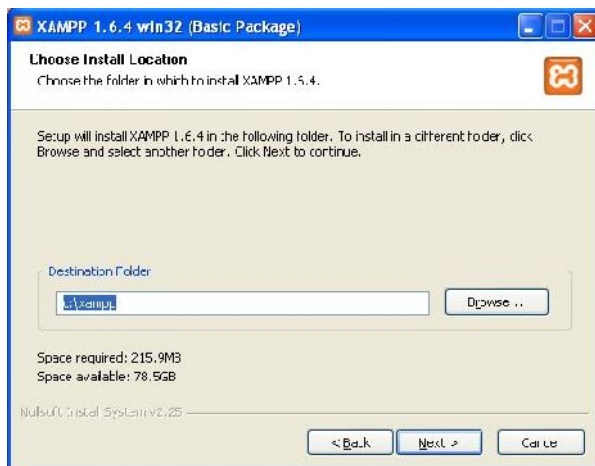 XAMPP 1.6.4 win32 (Basic Package)
Choose Install Location
Choose the folder in which to install XAMPP 1.6.4.
Setup will install XAMPP 1.6.4 in the following folder. To install in a different folder, click
Browse and select another folder. Click Next to continue.
Destination Folder
c:\xampp
Browse...
Space required: 215.9MB
Space available: 78.5GB
Nullsoft Install System v2.25
< Back
Next >
Cancel